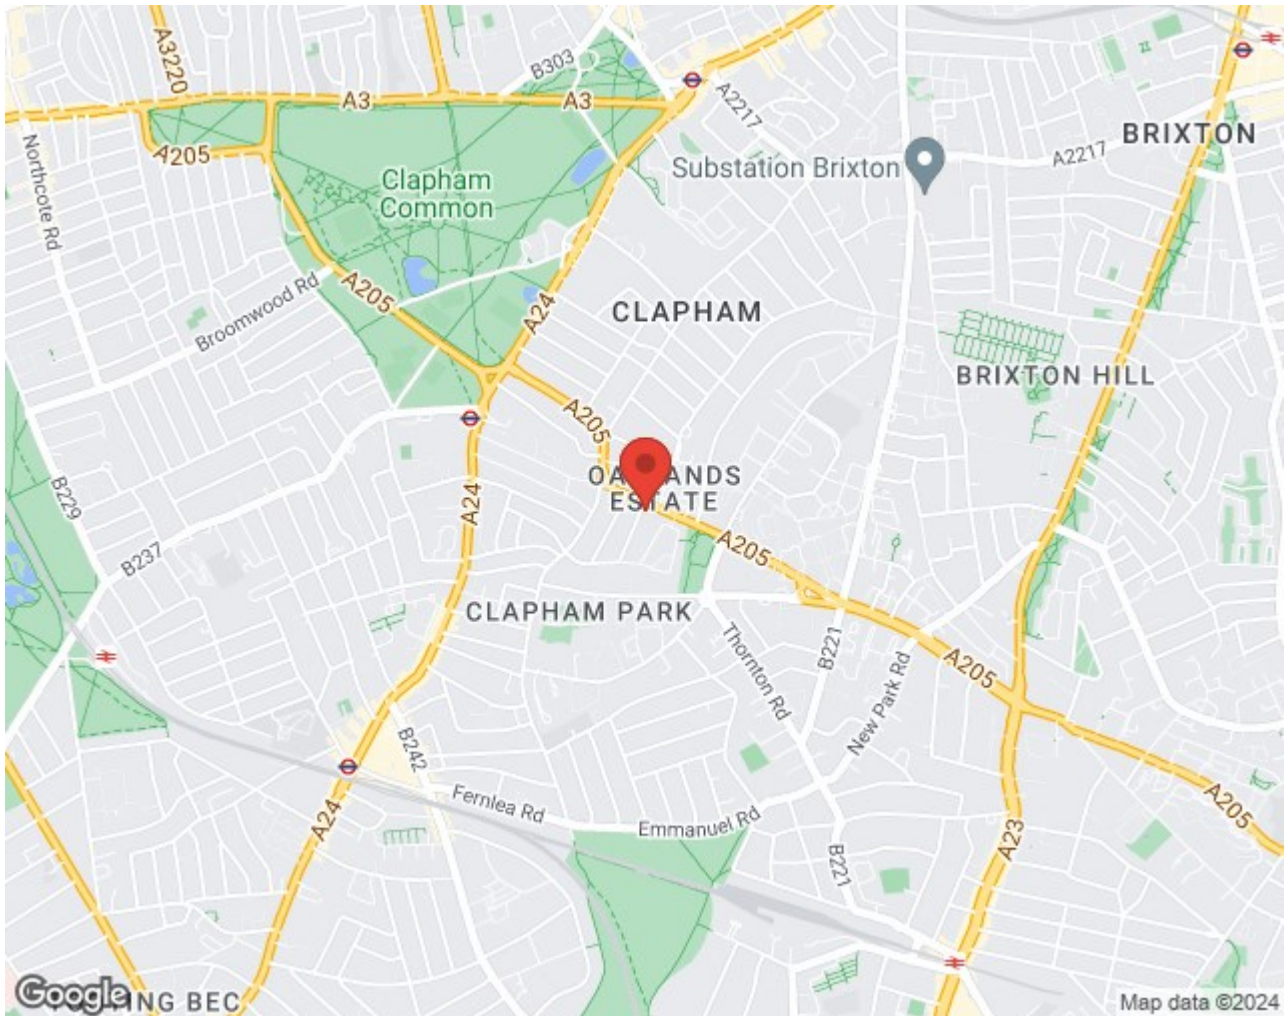 A3220
B303
A3
A3
A2217
A205
Northcote Rd
BRIXTON
A2217
Substation Brixton
Clapham
Common
Broomwood Rd
A205
A24
CLAPHAM
BRIXTON HILL
A205
B229
A24
ESTATE
A205
B237
CLAPHAM PARK
Thornton Rd
B221
New Park Rd
A205
B242
Fernlea Rd
Emmanuel Rd
A24
A23
A205
B221
Google
BEC
Map data ©2024